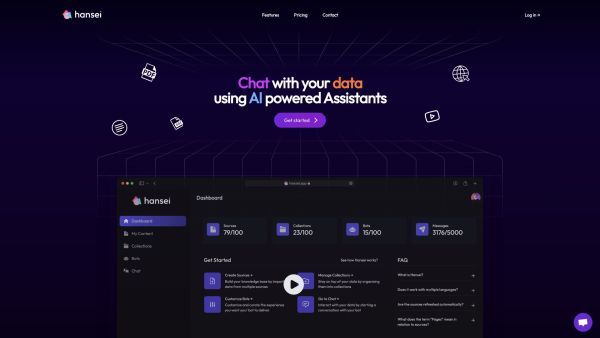 hansei
Features
Pricing
Contact
Log in
Chat with your data
using AI powered Assistants
Get started
PDF
hansei
Dashboard
My Content
Collections
Bots
Chat
Dashboard
Sources
79/100
Collections
23/100
Bots
15/100
Messages
3176/5000
Get Started
See how Hansei works?
Create Sources +
Build your knowledge base by import
data from multiple sources
Manage Collections +
Stay on top of your data by organising
them into collections
Customize Bots +
Customize and curate the experience
you want your bot to deliver
Go to Chat +
Interact with your data by starting a
conversation with your bot
FAQ
What is Hansei?
Does it work with multiple languages?
Are the sources refreshed automatically?
What does the term "Pages" mean in
relation to sources?